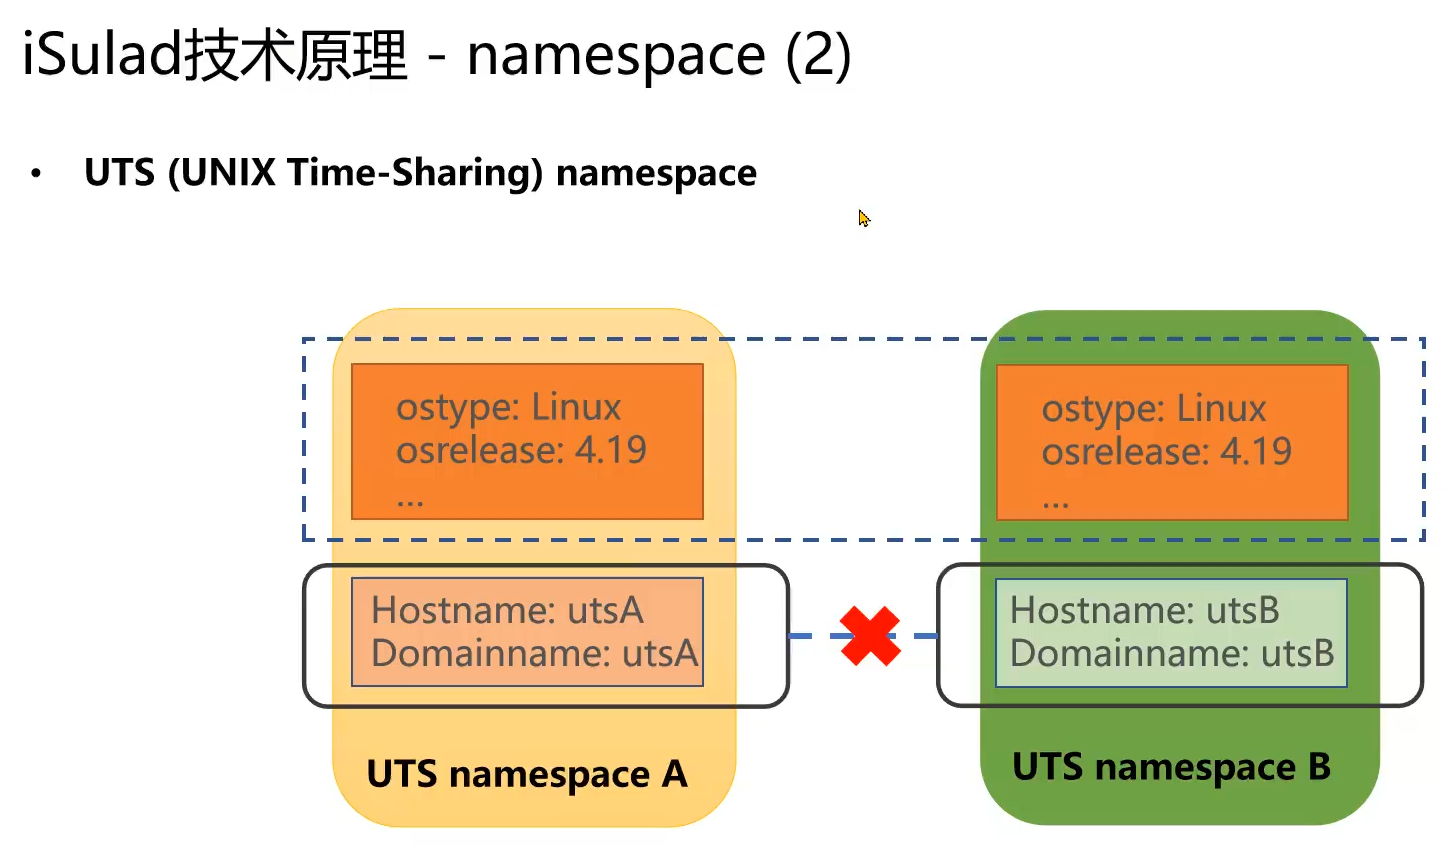 iSulad技术原理 - namespace (2)
• UTS (UNIX Time-Sharing) namespace
ostype: Linux
osrelease: 4.19
...
Hostname: utsA
Domainname: utsA
UTS namespace A
ostype: Linux
osrelease: 4.19
...
Hostname: utsB
Domainname: utsB
UTS namespace B